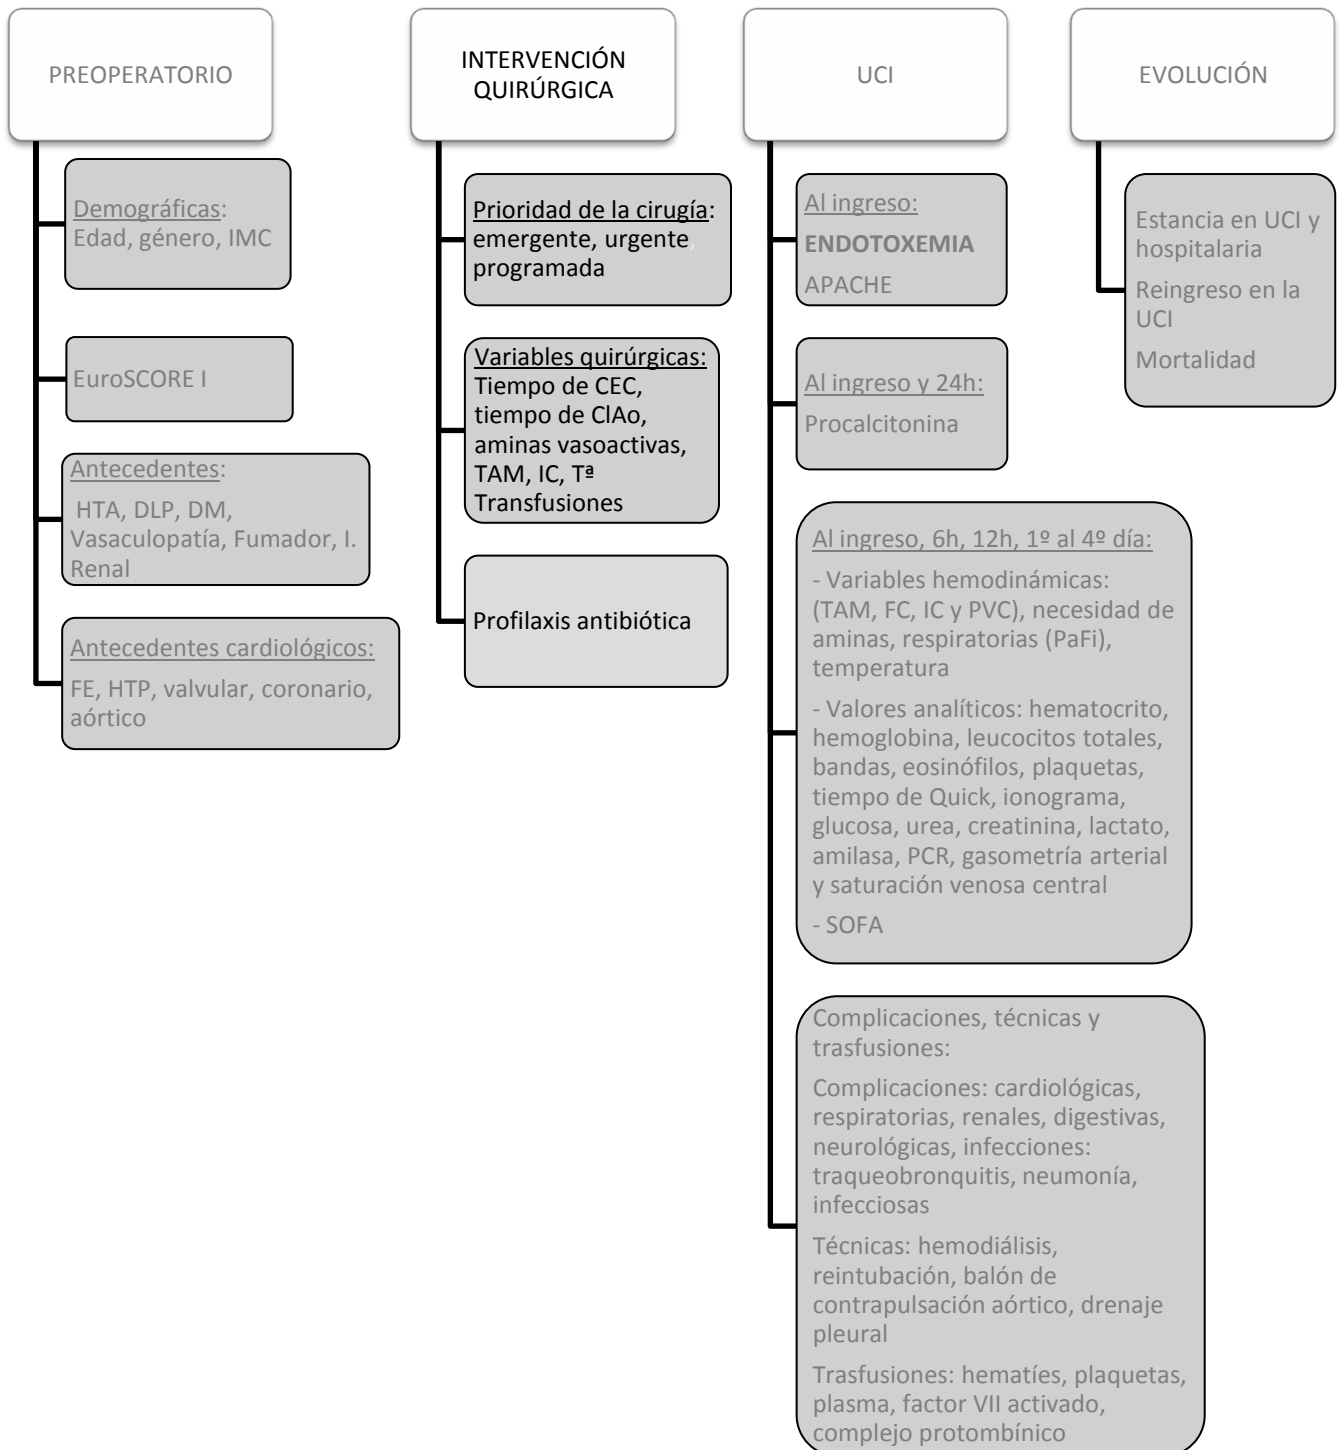 PREOPERATORIO
Demográficas:
Edad, género, IMC
EuroSCORE I
Antecedentes:
HTA, DLP, DM,
Vasaculopatía, Fumador, I.
Renal
Antecedentes cardiológicos:
FE, HTP, valvular, coronario,
aórtico
INTERVENCIÓN
QUIRÚRGICA
Prioridad de la cirugía:
emergente, urgente,
programada
Variables quirúrgicas:
Tiempo de CEC,
tiempo de ClAo,
aminas vasoactivas,
TAM, IC, Tª
Transfusiones
Profilaxis antibiótica
UCI
Al ingreso:
ENDOTOXEMIA
APACHE
Al ingreso y 24h:
Procalcitonina
Al ingreso, 6h, 12h, 1º al 4º día:
- Variables hemodinámicas:
(TAM, FC, IC y PVC), necesidad de
aminas, respiratorias (PaFi),
temperatura
- Valores analíticos: hematocrito,
hemoglobina, leucocitos totales,
bandas, eosinófilos, plaquetas,
tiempo de Quick, ionograma,
glucosa, urea, creatinina, lactato,
amilasa, PCR, gasometría arterial
y saturación venosa central
- SOFA
Complicaciones, técnicas y
trasfusiones:
Complicaciones: cardiológicas,
respiratorias, renales, digestivas,
neurológicas, infecciones:
traqueobronquitis, neumonía,
infecciosas
Técnicas: hemodiálisis,
reintubación, balón de
contrapulsación aórtico, drenaje
pleural
Trasfusiones: hematíes, plaquetas,
plasma, factor VII activado,
complejo protombínico
EVOLUCIÓN
Estancia en UCI y
hospitalaria
Reingreso en la
UCI
Mortalidad